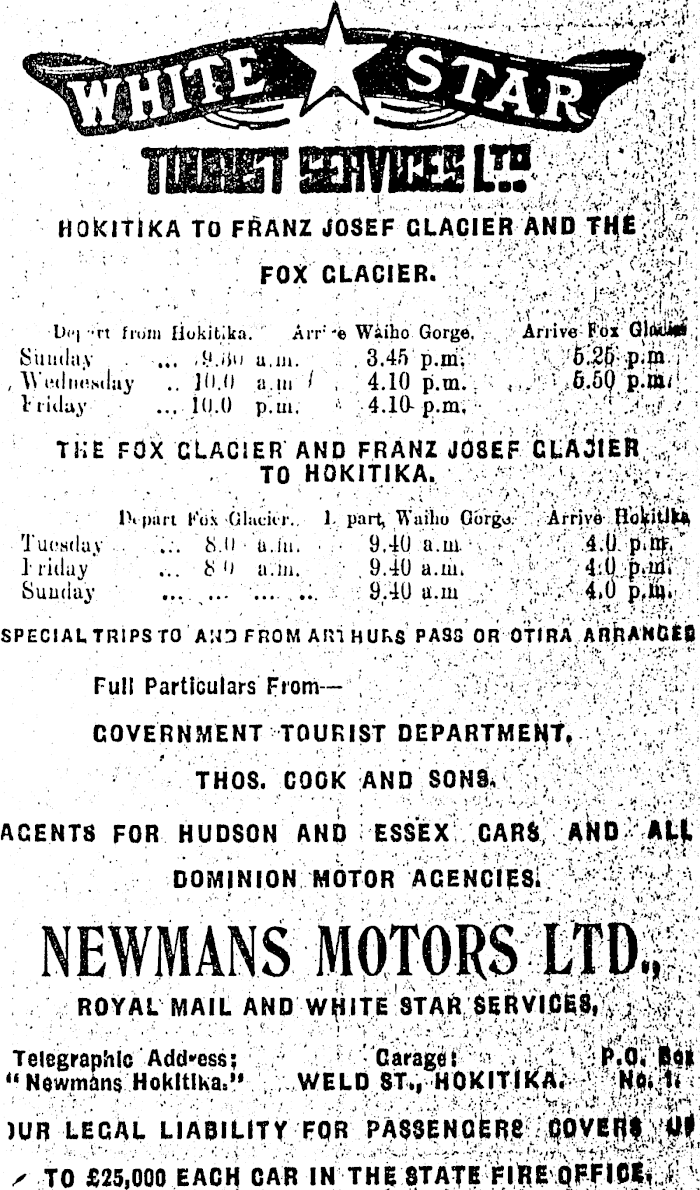 WHITE STAR
TOURIST SERVICES LTD.
HOKITIKA TO FRANZ JOSEF GLACIER AND THE
FOX GLACIER.
Depart from Hokitika. Arrive Waiho Gorge. Arrive Fox Glacier
Sunday ... 9.30 a.m. 3.45 p.m. 5.25 p.m
Wednesday .. 10.0 a.m 4.10 p.m. 5.50 p.m.
Friday ... 10.0 p.m. 4.10 p.m.
THE FOX GLACIER AND FRANZ JOSEF GLACIER
TO HOKITIKA.
Depart Fox Glacier. Depart, Waiho Gorge. Arrive Hokitika
Tuesday ... 8.0 a.m. 9.40 a.m 4.0 p.m.
Friday ... 8 0 a.m. 9.40 a.m. 4.0 p.m.
Sunday ... ... ... .. 9.40 a.m 4.0 p.m.
SPECIAL TRIPS TO AND FROM ARTHURS PASS OR OTIRA ARRANGED
Full Particulars From—
GOVERNMENT TOURIST DEPARTMENT.
THOS. COOK AND SONS.
AGENTS FOR HUDSON AND ESSEX CARS AND ALL
DOMINION MOTOR AGENCIES.
NEWMANS MOTORS LTD.,
ROYAL MAIL AND WHITE STAR SERVICES,
Telegraphic Address; Garage: P.O. Box
"Newmans Hokitika." WELD ST., HOKITIKA. No. 1.
OUR LEGAL LIABILITY FOR PASSENGERS COVERS UP
TO £25,000 EACH CAR IN THE STATE FIRE OFFICE.